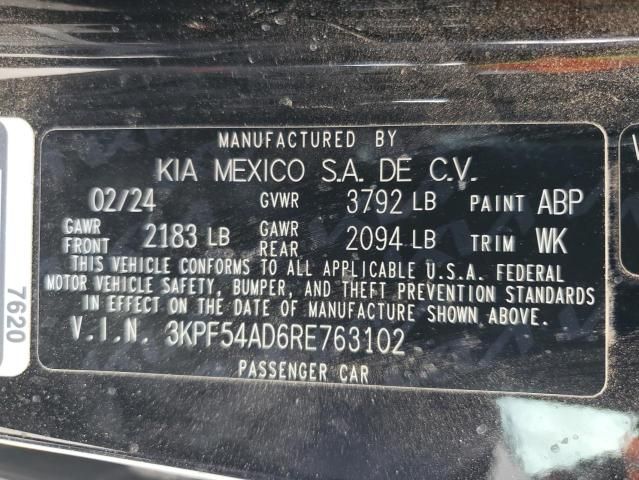 MANUFACTURED BY
KIA MEXICO S.A. DE C.V.
02/24 GVWR 3792 LB PAINT ABP
GAWR FRONT 2183 LB GAWR REAR 2094 LB TRIM WK
THIS VEHICLE CONFORMS TO ALL APPLICABLE U.S.A. FEDERAL
MOTOR VEHICLE SAFETY, BUMPER, AND THEFT PREVENTION STANDARDS
IN EFFECT ON THE DATE OF MANUFACTURE SHOWN ABOVE.
V.I.N. 3KPF54AD6RE763102
PASSENGER CAR
7620